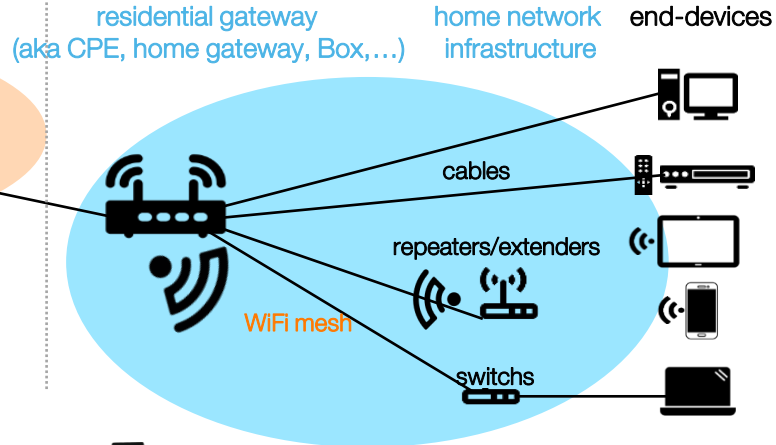 residential gateway
(aka CPE, home gateway, Box,...)
home network
infrastructure
end-devices
cables
repeaters/extenders
WiFi mesh
switchs